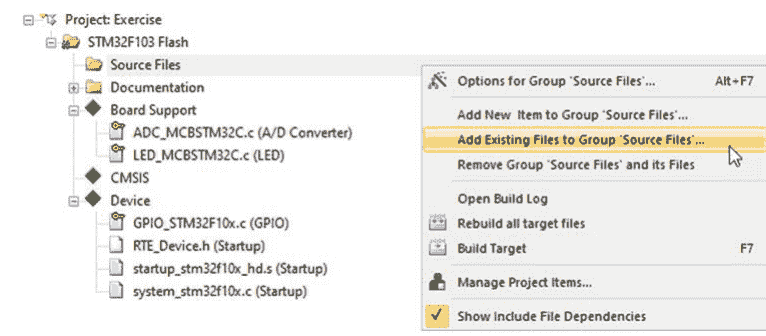 Project: Exercise
STM32F103 Flash
Source Files
Documentation
Board Support
ADC_MCBSTM32C.c (A/D Converter)
LED_MCBSTM32C.c (LED)
CMSIS
Device
GPIO_STM32F10x.c (GPIO)
RTE_Device.h (Startup)
startup_stm32f10x_hd.s (Startup)
system_stm32f10x.c (Startup)
Options for Group 'Source Files'... Alt+F7
Add New Item to Group 'Source Files'...
Add Existing Files to Group 'Source Files'...
Remove Group 'Source Files' and its Files
Open Build Log
Rebuild all target files
Build Target F7
Manage Project Items...
Show Include File Dependencies